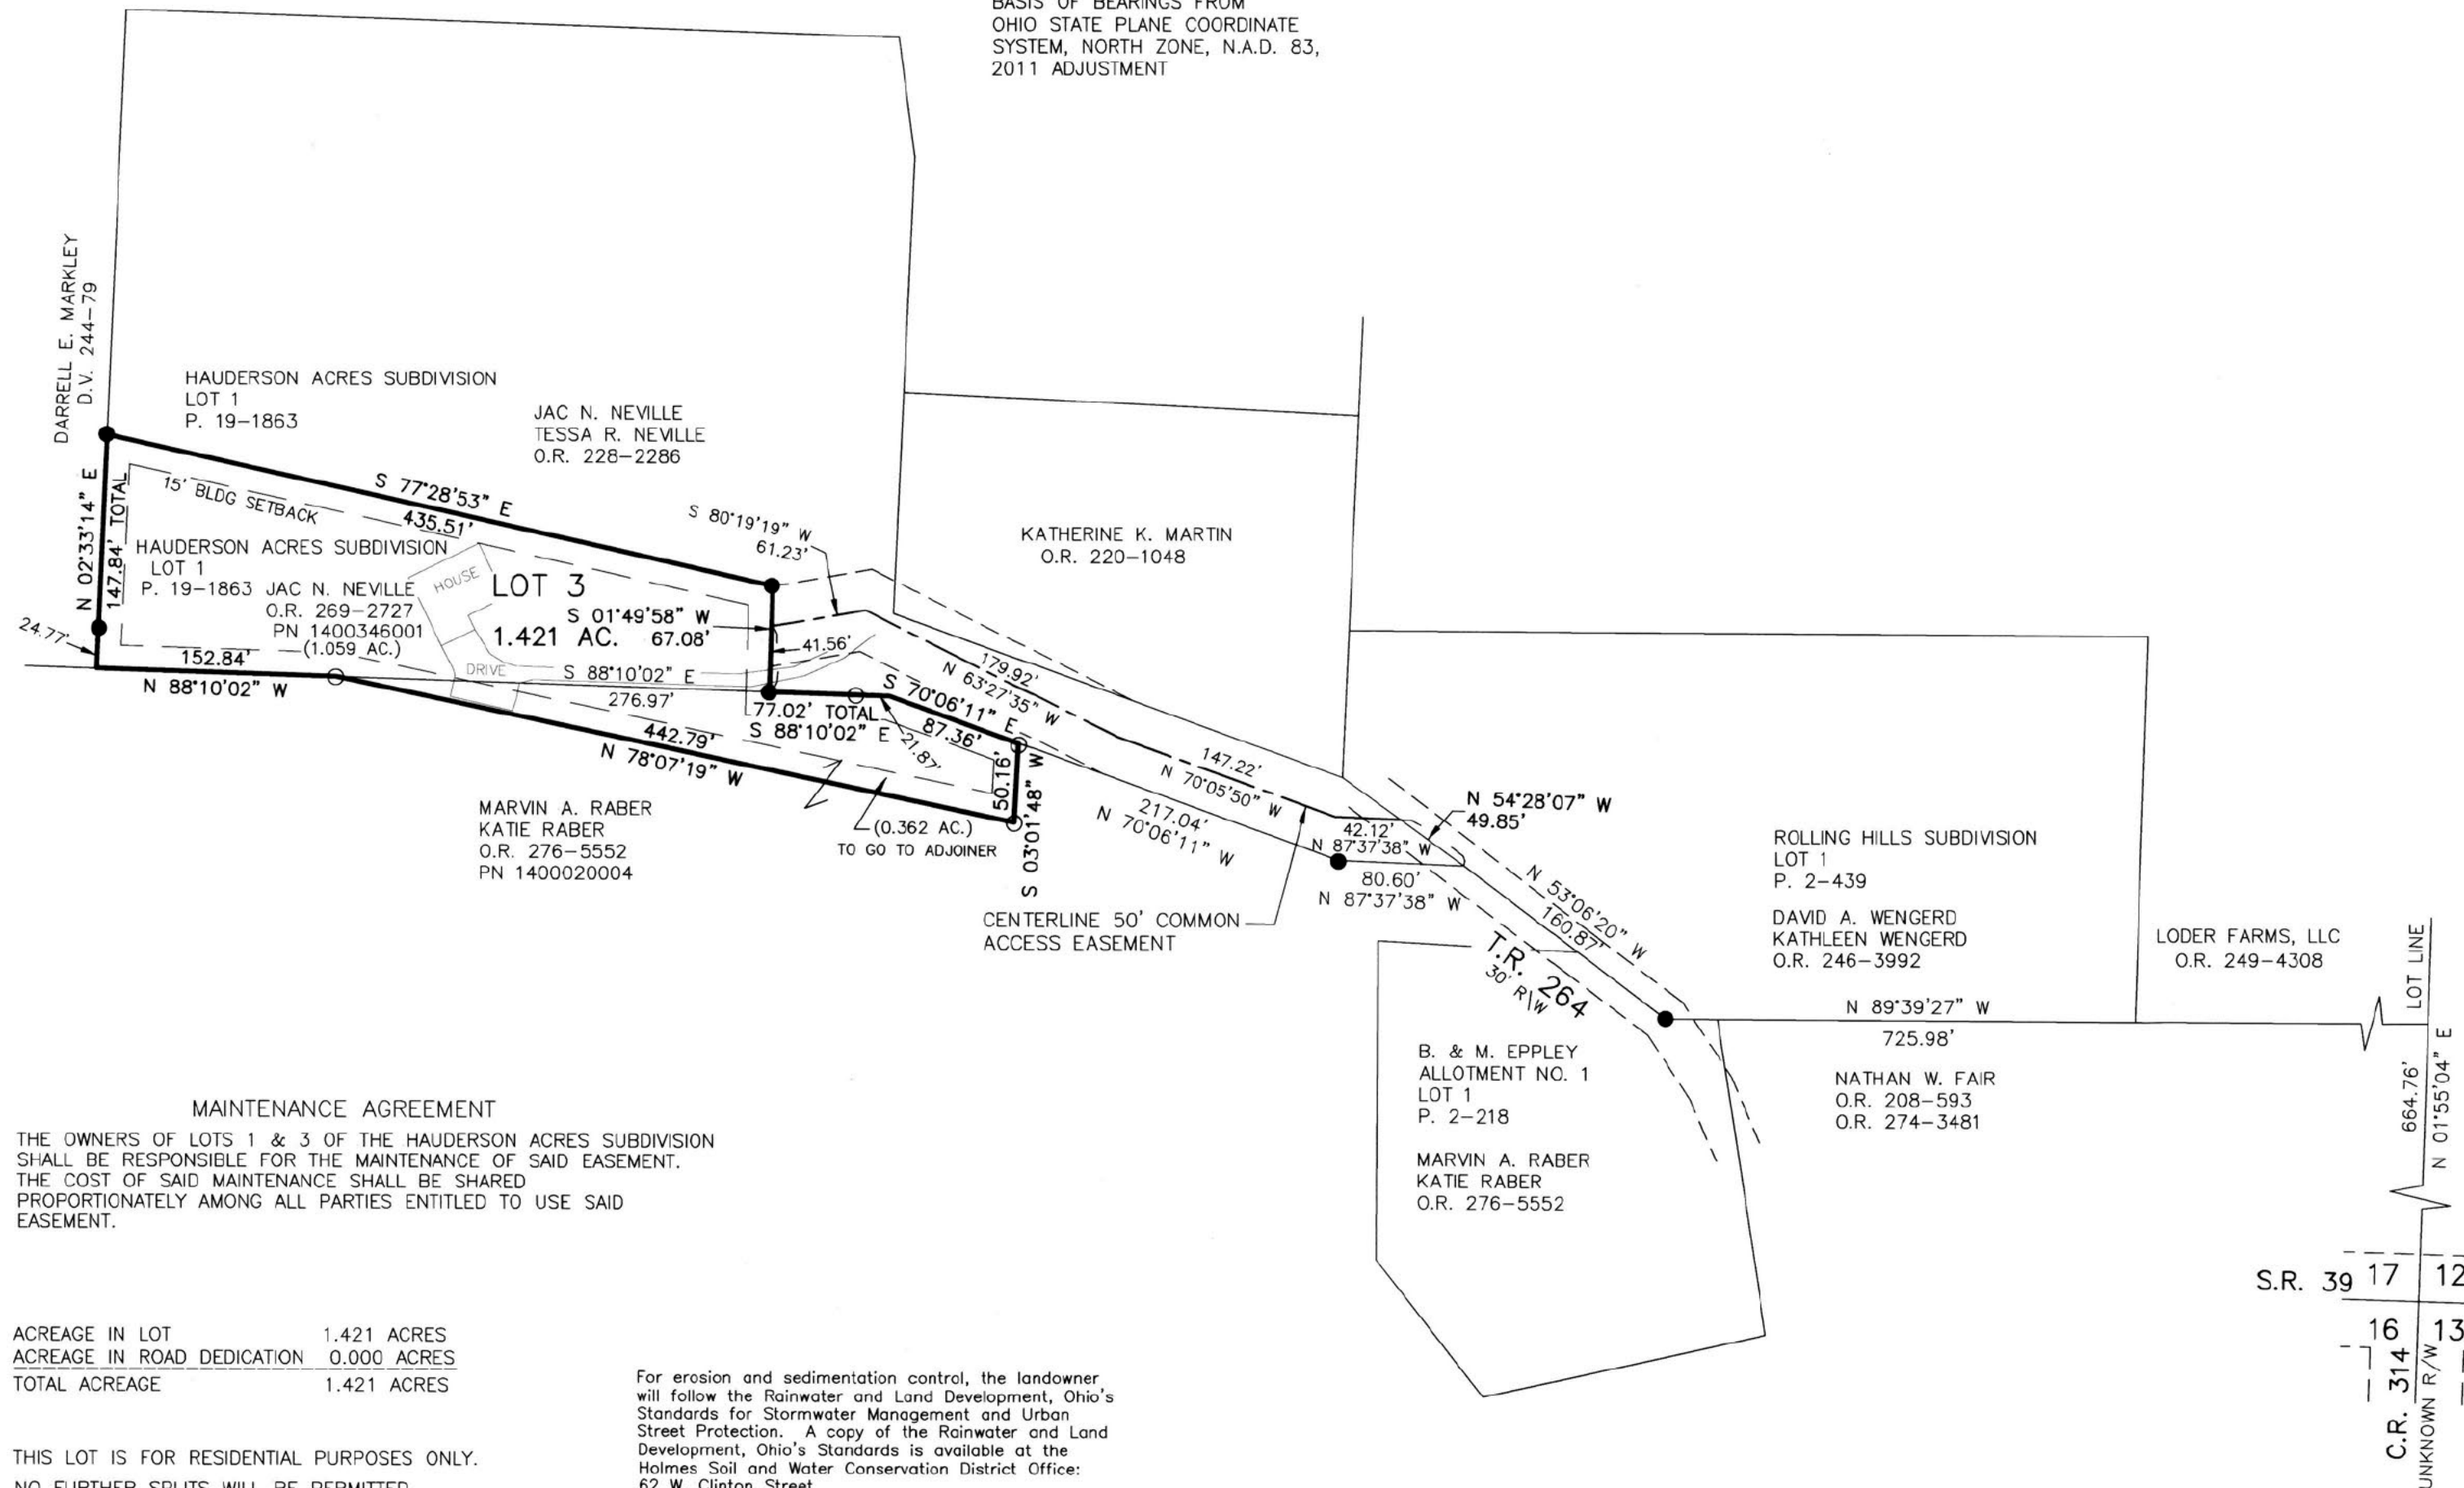 BASIS OF BEARINGS FROM
OHIO STATE PLANE COORDINATE
SYSTEM, NORTH ZONE, N.A.D. 83,
2011 ADJUSTMENT
DARRELL E. MARKLEY
D.V. 244-79
HAUDERSON ACRES SUBDIVISION
LOT 1
P. 19-1863
JAC N. NEVILLE
TESSA R. NEVILLE
O.R. 228-2286
N 02°33'14" E
147.84' TOTAL
24.77'
15' BLDG SETBACK
S 77°28'53" E
435.51'
S 80°19'19" W
61.23'
KATHERINE K. MARTIN
O.R. 220-1048
HAUDERSON ACRES SUBDIVISION
LOT 1
P. 19-1863
JAC N. NEVILLE
O.R. 269-2727
PN 1400346001
(1.059 AC.)
HOUSE
LOT 3
1.421 AC.
S 01°49'58" W
67.08'
41.56'
DRIVE
152.84'
N 88°10'02" W
S 88°10'02" E
276.97'
77.02' TOTAL
S 88°10'02" E
442.79'
N 78°07'19" W
S 70°06'11" E
87.36'
21.87'
50.16'
S 03°01'48" W
179.92'
N 63°27'35" W
147.22'
N 70°05'50" W
217.04'
N 70°06'11" W
42.12'
N 87°37'38" W
80.60'
N 87°37'38" W
N 54°28'07" W
49.85'
N 53°06'20" W
160.87'
T.R. 264
30' R\W
MARVIN A. RABER
KATIE RABER
O.R. 276-5552
PN 1400020004
(0.362 AC.)
TO GO TO ADJOINER
CENTERLINE 50' COMMON
ACCESS EASEMENT
ROLLING HILLS SUBDIVISION
LOT 1
P. 2-439
DAVID A. WENGERD
KATHLEEN WENGERD
O.R. 246-3992
LODER FARMS, LLC
O.R. 249-4308
LOT LINE
N 89°39'27" W
725.98'
B. & M. EPPLEY
ALLOTMENT NO. 1
LOT 1
P. 2-218
MARVIN A. RABER
KATIE RABER
O.R. 276-5552
NATHAN W. FAIR
O.R. 208-593
O.R. 274-3481
664.76'
N 01°55'04" E
S.R. 39
17
12
16
13
C.R. 314
UNKNOWN R/W
MAINTENANCE AGREEMENT
THE OWNERS OF LOTS 1 & 3 OF THE HAUDERSON ACRES SUBDIVISION
SHALL BE RESPONSIBLE FOR THE MAINTENANCE OF SAID EASEMENT.
THE COST OF SAID MAINTENANCE SHALL BE SHARED
PROPORTIONATELY AMONG ALL PARTIES ENTITLED TO USE SAID
EASEMENT.
ACREAGE IN LOT 1.421 ACRES
ACREAGE IN ROAD DEDICATION 0.000 ACRES
TOTAL ACREAGE 1.421 ACRES
THIS LOT IS FOR RESIDENTIAL PURPOSES ONLY.
NO FURTHER SPLITS WILL BE PERMITTED
For erosion and sedimentation control, the landowner
will follow the Rainwater and Land Development, Ohio's
Standards for Stormwater Management and Urban
Street Protection. A copy of the Rainwater and Land
Development, Ohio's Standards is available at the
Holmes Soil and Water Conservation District Office:
62 W. Clinton Street